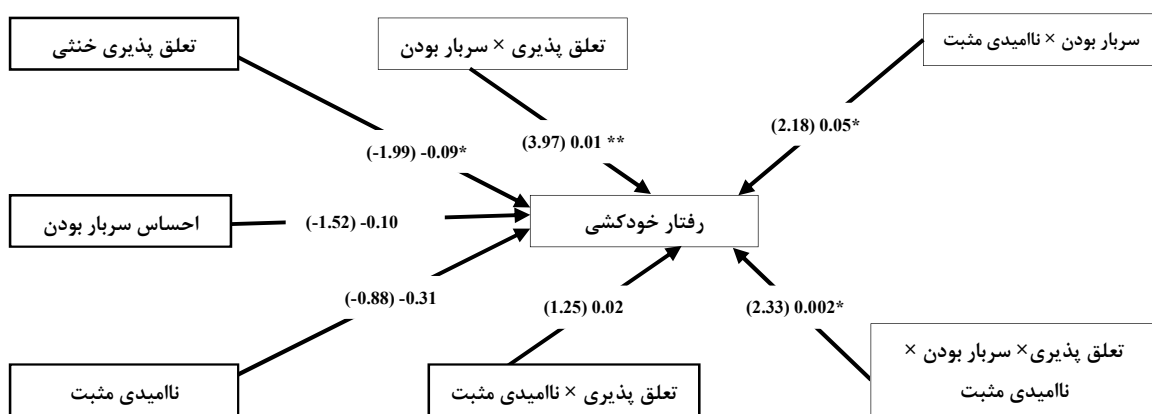 تعلق پذیری خنثی
تعلق پذیری × سربار بودن
سربار بودن × ناامیدی مثبت
(-1.99) -0.09*
(3.97) 0.01 **
(2.18) 0.05*
احساس سربار بودن
(-1.52) -0.10
رفتار خودکشی
(-0.88) -0.31
(1.25) 0.02
(2.33) 0.002*
ناامیدی مثبت
تعلق پذیری × ناامیدی مثبت
تعلق پذیری× سربار بودن ×
ناامیدی مثبت